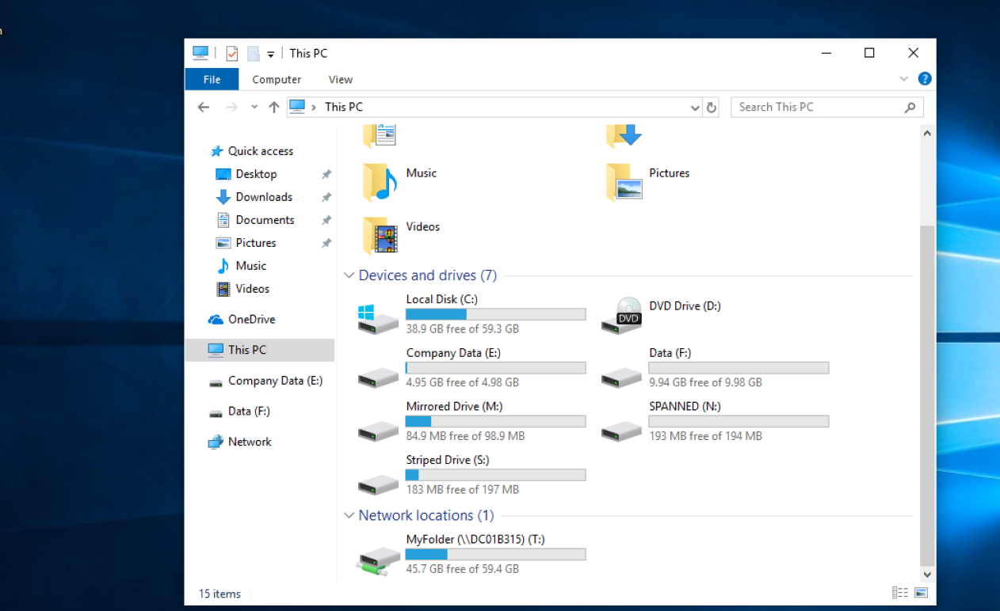 n
This PC
File Computer View
This PC
Search This PC
Quick access
Desktop
Downloads
Documents
Pictures
Music
Videos
OneDrive
This PC
Company Data (E:)
Data (F:)
Network
Music
Pictures
Videos
Devices and drives (7)
Local Disk (C:)
38.9 GB free of 59.3 GB
DVD Drive (D:)
DVD
Company Data (E:)
4.95 GB free of 4.98 GB
Data (F:)
9.94 GB free of 9.98 GB
Mirrored Drive (M:)
84.9 MB free of 98.9 MB
SPANNED (N:)
193 MB free of 194 MB
Striped Drive (S:)
183 MB free of 197 MB
Network locations (1)
MyFolder (\\DC01B315) (T:)
45.7 GB free of 59.4 GB
15 items